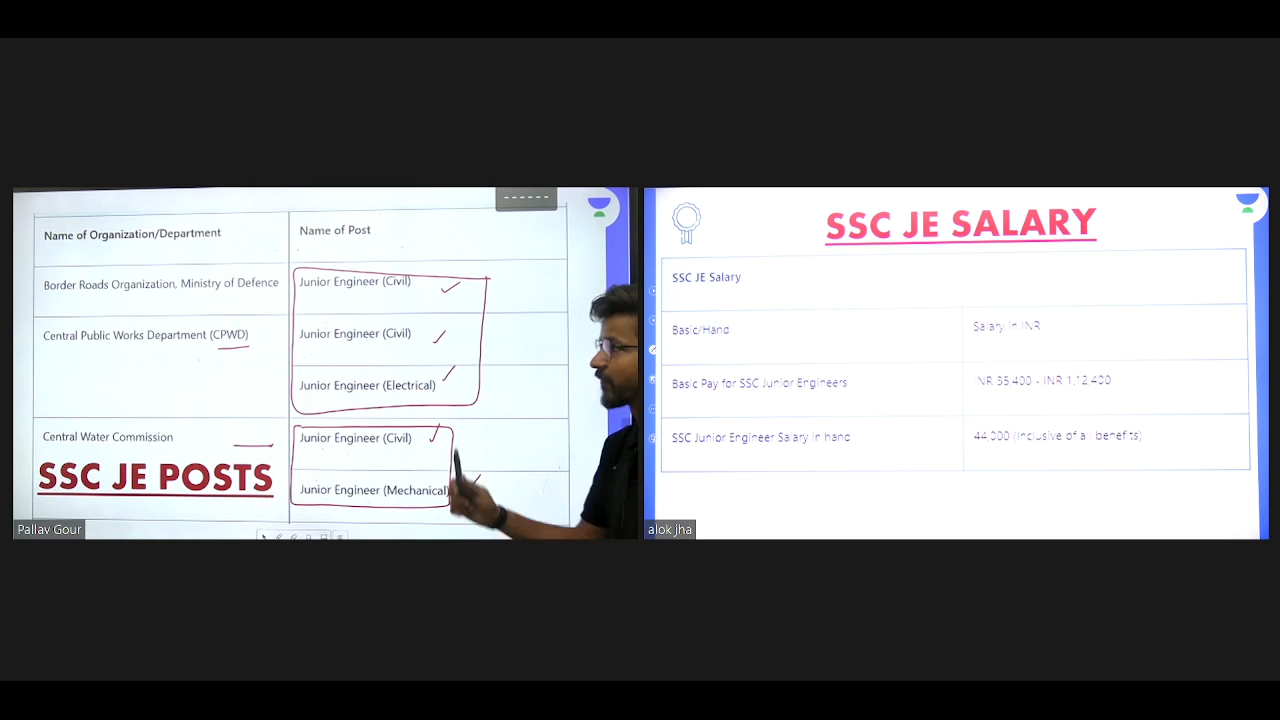 Name of Organization/Department
Name of Post
Border Roads Organization, Ministry of Defence
Junior Engineer (Civil)
Central Public Works Department (CPWD)
Junior Engineer (Civil)
Junior Engineer (Electrical)
Central Water Commission
Junior Engineer (Civil)
SSC JE POSTS
Junior Engineer (Mechanical)
Pallav Gour
SSC JE SALARY
SSC JE Salary
Basic/Hand
Salary in INR
Basic Pay for SSC Junior Engineers
INR 35,400 - INR 1,12,400
SSC Junior Engineer Salary in hand
44,000 (Inclusive of all benefits)
alok jha